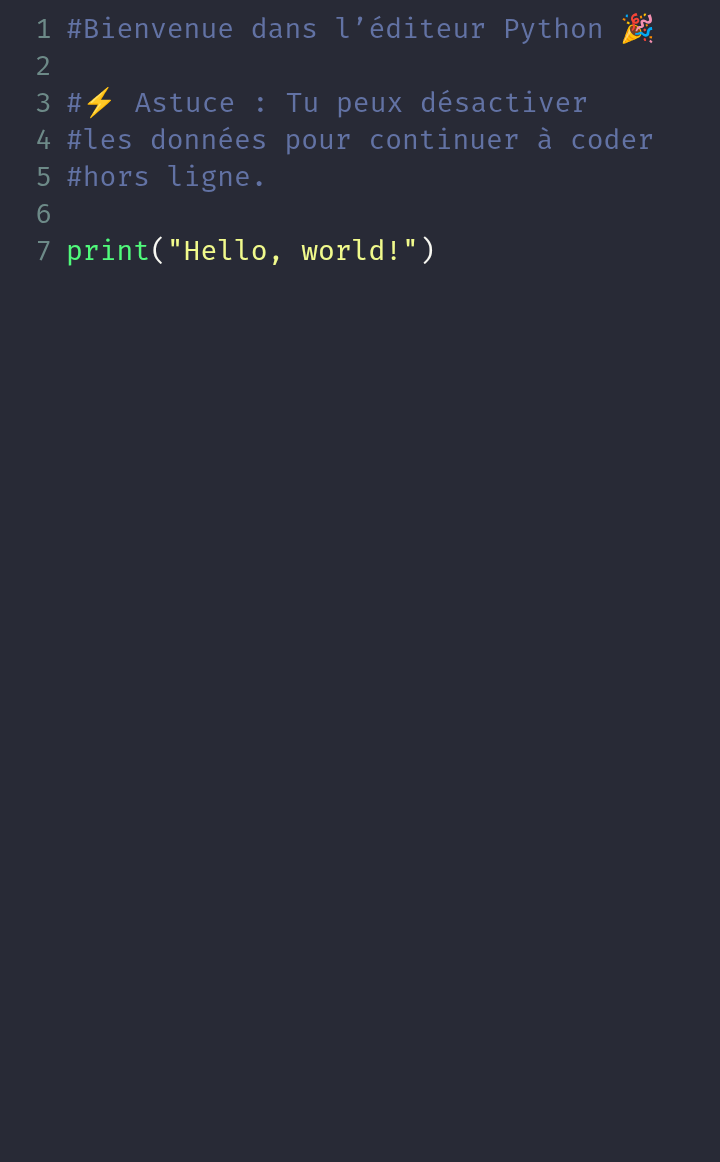 1 #Bienvenue dans l’éditeur Python 🎉
2
3 #⚡ Astuce : Tu peux désactiver
4 #les données pour continuer à coder
5 #hors ligne.
6
7 print("Hello, world!")